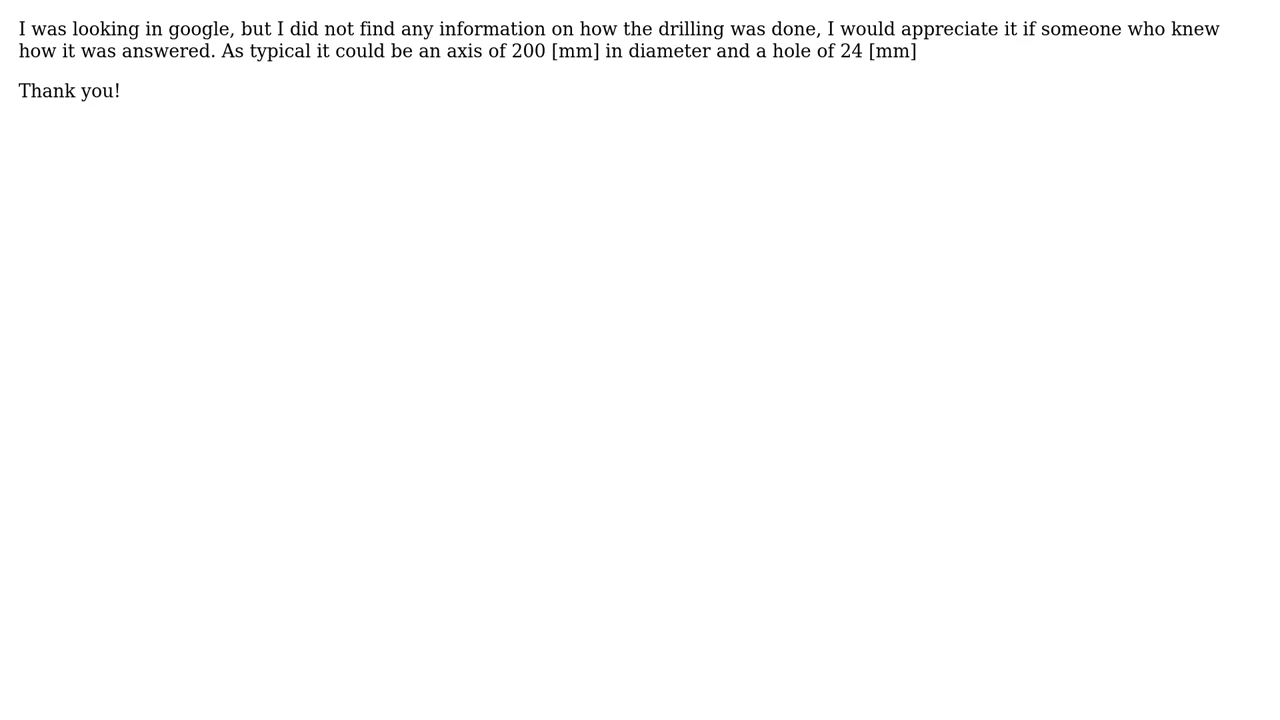 I was looking in google, but I did not find any information on how the drilling was done, I would appreciate it if someone who knew
how it was answered. As typical it could be an axis of 200 [mm] in diameter and a hole of 24 [mm]
Thank you!